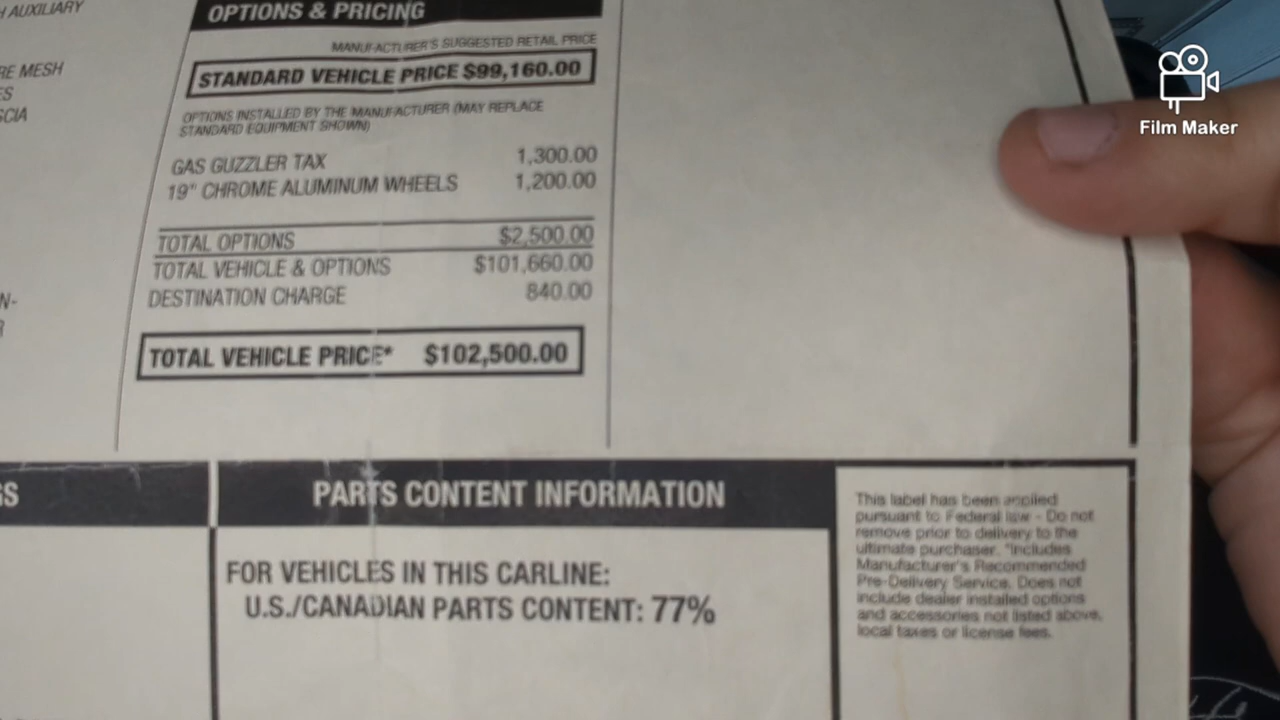 H AUXILIARY
RE MESH
ES
SCIA
N-
R
OPTIONS & PRICING
MANUFACTURER'S SUGGESTED RETAIL PRICE
STANDARD VEHICLE PRICE $99,160.00
OPTIONS INSTALLED BY THE MANUFACTURER (MAY REPLACE
STANDARD EQUIPMENT SHOWN)
GAS GUZZLER TAX 1,300.00
19" CHROME ALUMINUM WHEELS 1,200.00
TOTAL OPTIONS $2,500.00
TOTAL VEHICLE & OPTIONS $101,660.00
DESTINATION CHARGE 840.00
TOTAL VEHICLE PRICE* $102,500.00
Film Maker
GS
PARTS CONTENT INFORMATION
FOR VEHICLES IN THIS CARLINE:
U.S./CANADIAN PARTS CONTENT: 77%
This label has been applied
pursuant to Federal law - Do not
remove prior to delivery to the
ultimate purchaser. *Includes
Manufacturer's Recommended
Pre-Delivery Service. Does not
include dealer installed options
and accessories not listed above,
local taxes or license fees.